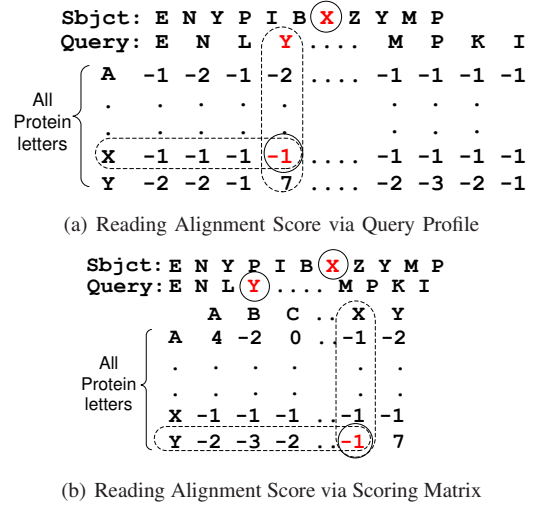 Sbjct: E N Y P I B X Z Y M P
Query: E N L Y .... M P K I
A -1 -2 -1 -2 -1 -1 -1 -1
. . . . . . .
All
Protein
letters
. . . . . . .
X -1 -1 -1 -1 .... -1 -1 -1 -1
Y -2 -2 -1 7 -2 -3 -2 -1
(a) Reading Alignment Score via Query Profile
Sbjct: E N Y P I B X Z Y M P
Query: E N L Y .... M P K I
A B C .. X Y
A 4 -2 0 .. -1 -2
. . . . . .
All
Protein
letters
. . . . . .
X -1 -1 -1 .. -1 -1
Y -2 -3 -2 .. -1 7
(b) Reading Alignment Score via Scoring Matrix